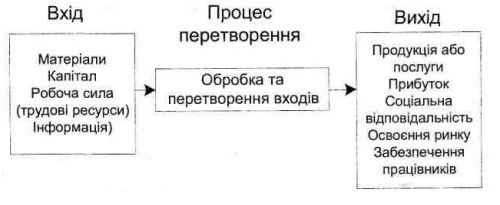 Вхід
Матеріали
Капітал
Робоча сила
(трудові ресурси)
Інформація)
Процес
перетворення
Обробка та
перетворення входів
Вихід
Продукція або
послуги
Прибуток
Соціальна
відповідальність
Освоєння ринку
Забезпечення
працівників